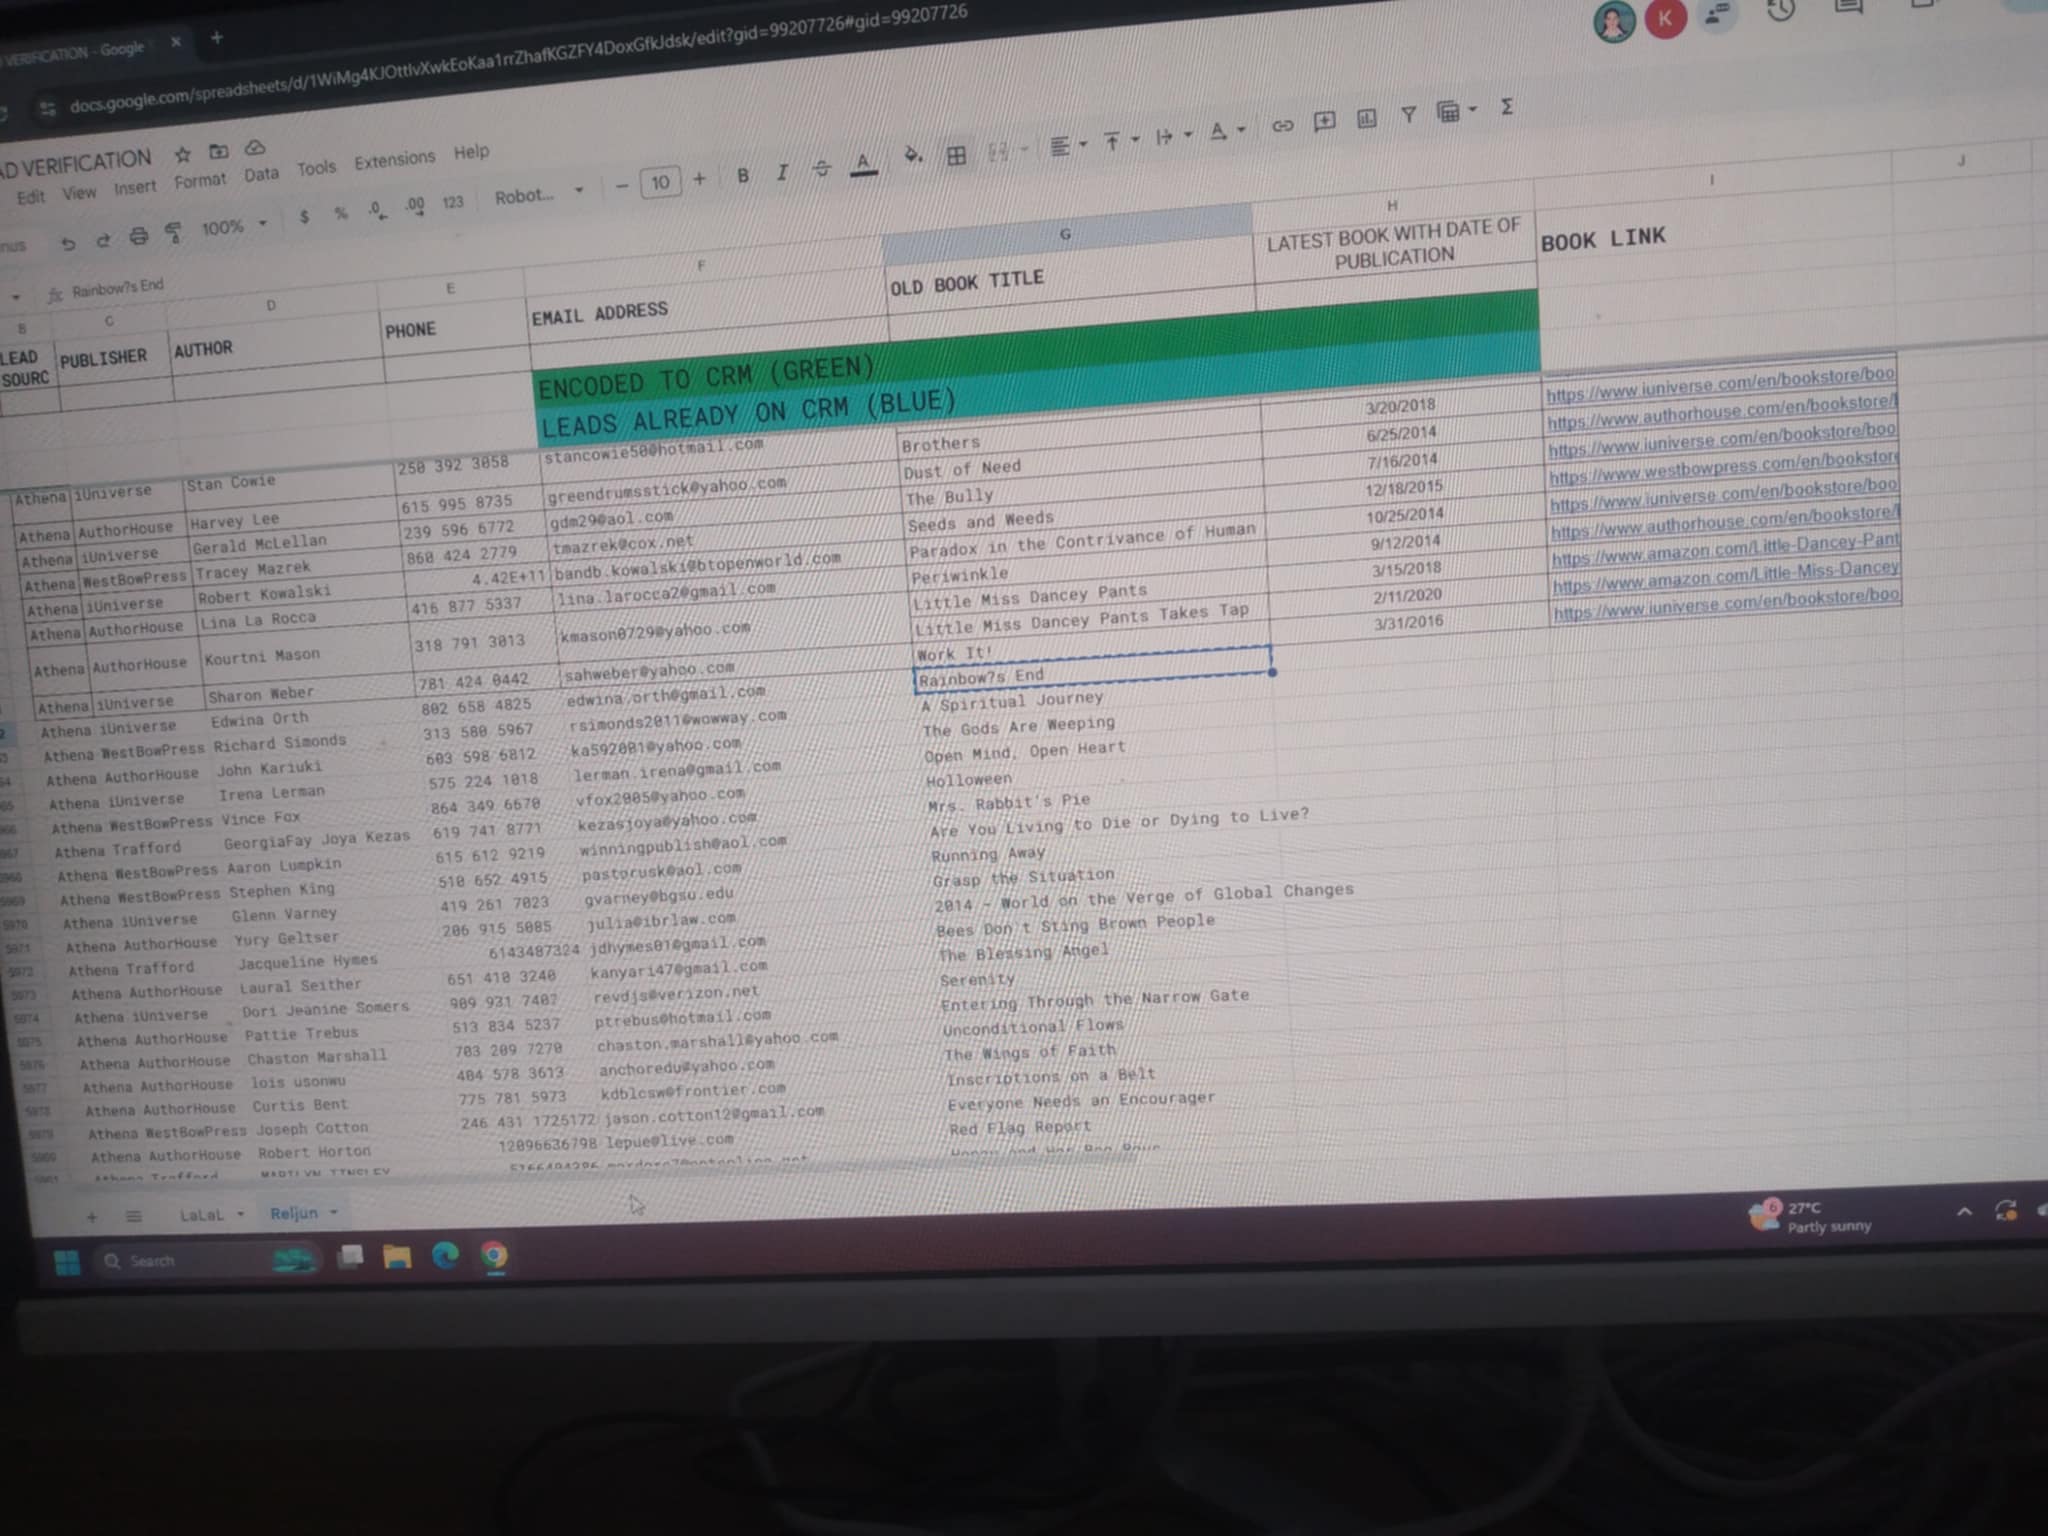 VERIFICATION - Google
docs.google.com/spreadsheets/d/1WiMg4KJOttlvXwkEoKaa1rrZhafKGZFY4DoxGfkJdsk/edit?gid=99207726#gid=99207726
K
AD VERIFICATION
Edit View Insert Format Data Tools Extensions Help
nus 100% $ % .0 .00 123 Robot... − 10 + B I S A Σ
fx Rainbow?s End
B C D E F G H I J
LEAD SOURC PUBLISHER AUTHOR PHONE EMAIL ADDRESS OLD BOOK TITLE LATEST BOOK WITH DATE OF PUBLICATION BOOK LINK
ENCODED TO CRM (GREEN)
LEADS ALREADY ON CRM (BLUE)
Athena iUniverse Stan Cowie 250 392 3058 stancowie50@hotmail.com Brothers 3/20/2018 https://www.iuniverse.com/en/bookstore/boo
Athena AuthorHouse Harvey Lee 615 995 8735 greendrumsstick@yahoo.com Dust of Need 6/25/2014 https://www.authorhouse.com/en/bookstore/
Athena iUniverse Gerald McLellan 239 596 6772 gdm29@aol.com The Bully 7/16/2014 https://www.iuniverse.com/en/bookstore/boo
Athena WestBowPress Tracey Mazrek 860 424 2779 tmazrek@cox.net Seeds and Weeds 12/18/2015 https://www.westbowpress.com/en/bookstore
Athena iUniverse Robert Kowalski 4.42E+11 bandb.kowalski@btopenworld.com Paradox in the Contrivance of Human 10/25/2014 https://www.iuniverse.com/en/bookstore/boo
Athena AuthorHouse Lina La Rocca 416 877 5337 lina.larocca2@gmail.com Periwinkle 9/12/2014 https://www.authorhouse.com/en/bookstore/
Athena AuthorHouse Kourtni Mason 318 791 3013 kmason0729@yahoo.com Little Miss Dancey Pants 3/15/2018 https://www.amazon.com/Little-Dancey-Pant
Little Miss Dancey Pants Takes Tap 2/11/2020 https://www.amazon.com/Little-Miss-Dancey
Athena iUniverse Sharon Weber 781 424 0442 sahweber@yahoo.com Work It! 3/31/2016 https://www.iuniverse.com/en/bookstore/boo
Athena iUniverse Edwina Orth 802 658 4825 edwina.orth@gmail.com Rainbow?s End
Athena WestBowPress Richard Simonds 313 580 5967 rsimonds2011@wowway.com A Spiritual Journey
Athena AuthorHouse John Kariuki 603 598 6812 ka592001@yahoo.com The Gods Are Weeping
Athena iUniverse Irena Lerman 575 224 1018 lerman.irena@gmail.com Open Mind, Open Heart
Athena WestBowPress Vince Fox 864 349 6670 vfox2005@yahoo.com Holloween
Athena Trafford GeorgiaFay Joya Kezas 619 741 8771 kezasjoya@yahoo.com Mrs. Rabbit's Pie
Athena WestBowPress Aaron Lumpkin 615 612 9219 winningpublish@aol.com Are You Living to Die or Dying to Live?
Athena WestBowPress Stephen King 510 652 4915 pastorusk@aol.com Running Away
Athena iUniverse Glenn Varney 419 261 7023 gvarney@bgsu.edu Grasp the Situation
Athena AuthorHouse Yury Geltser 206 915 5085 julia@ibrlaw.com 2014 - World on the Verge of Global Changes
Athena Trafford Jacqueline Hymes 6143487324 jdhymes01@gmail.com Bees Don't Sting Brown People
Athena AuthorHouse Laural Seither 651 410 3240 kanyari47@gmail.com The Blessing Angel
Athena iUniverse Dori Jeanine Somers 909 931 7402 revdjs@verizon.net Serenity
Athena AuthorHouse Pattie Trebus 513 834 5237 ptrebus@hotmail.com Entering Through the Narrow Gate
Athena AuthorHouse Chaston Marshall 703 209 7270 chaston.marshall@yahoo.com Unconditional Flows
Athena AuthorHouse lois usonwu 404 578 3613 anchoredu@yahoo.com The Wings of Faith
Athena AuthorHouse Curtis Bent 775 781 5973 kdblcsw@frontier.com Inscriptions on a Belt
Athena WestBowPress Joseph Cotton 246 431 1725172 jason.cotton12@gmail.com Everyone Needs an Encourager
Athena AuthorHouse Robert Horton 12096636798 lepue@live.com Red Flag Report
Athena Trafford
+ LaLaL Reljun
Search
6 27°C
Partly sunny